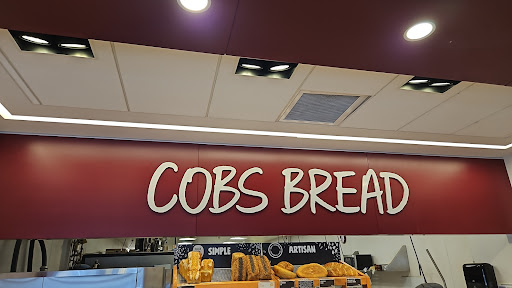 COBS BREAD
SIMPLE ARTISAN